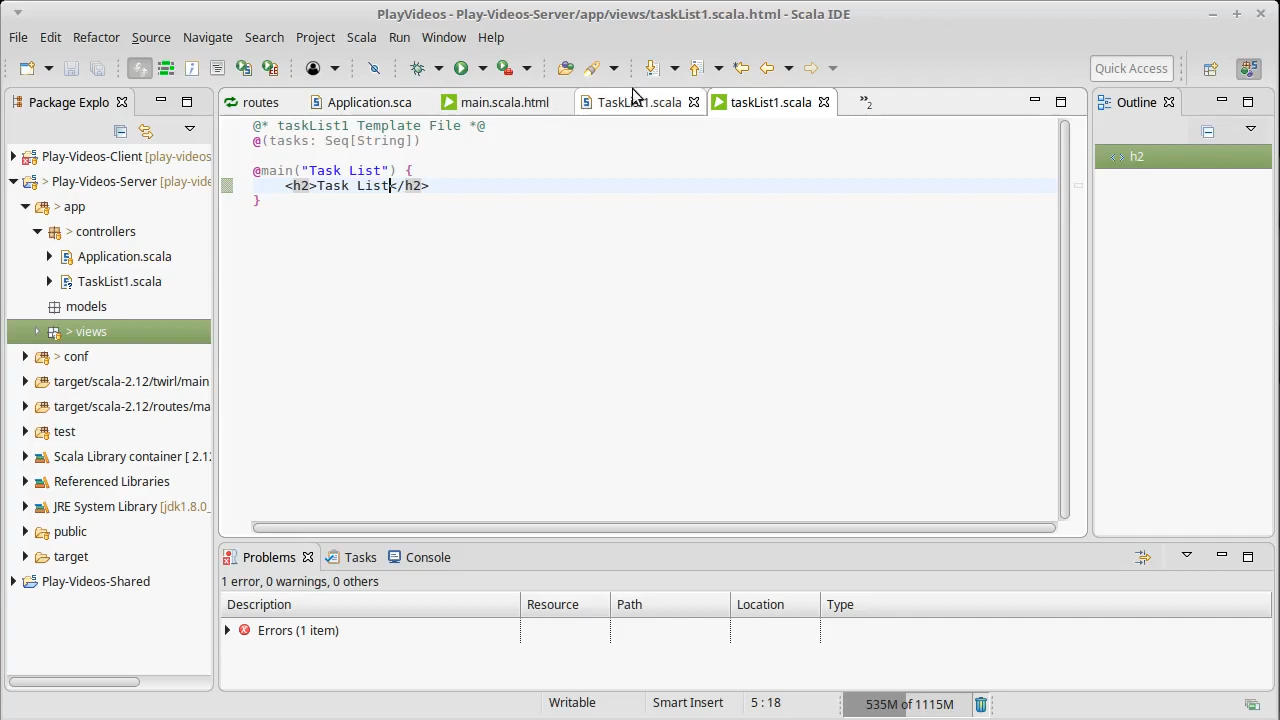 PlayVideos - Play-Videos-Server/app/views/taskList1.scala.html - Scala IDE
File Edit Refactor Source Navigate Search Project Scala Run Window Help
Quick Access
Package Explo
routes Application.sca main.scala.html TaskList1.scala taskList1.scala »2
Outline
@* taskList1 Template File *@
@(tasks: Seq[String])
@main("Task List") {
<h2>Task List</h2>
}
h2
Play-Videos-Client [play-videos
> Play-Videos-Server [play-vide
> app
> controllers
Application.scala
TaskList1.scala
models
> views
> conf
target/scala-2.12/twirl/main
target/scala-2.12/routes/ma
test
Scala Library container [ 2.12
Referenced Libraries
JRE System Library [jdk1.8.0_
public
target
Play-Videos-Shared
Problems Tasks Console
1 error, 0 warnings, 0 others
Description Resource Path Location Type
Errors (1 item)
Writable Smart Insert 5 : 18 535M of 1115M